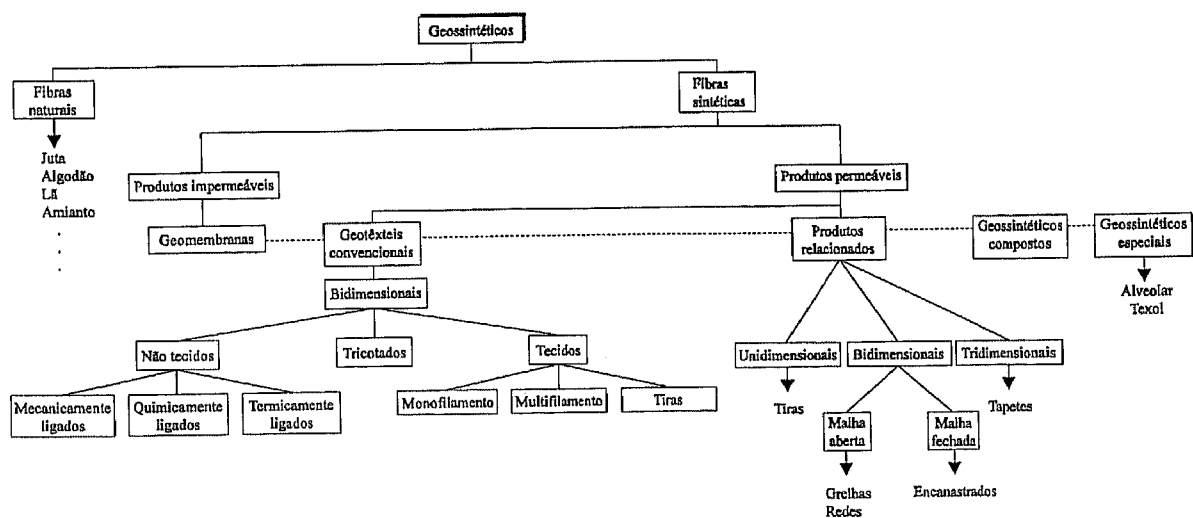 Geossintéticos
Fibras
naturais
Fibras
sintéticas
Juta
Algodão
Lã
Amianto
.
.
.
Produtos impermeáveis
Produtos permeáveis
Geomembranas
Geotêxteis
convencionais
Produtos
relacionados
Geossintéticos
compostos
Geossintéticos
especiais
Alveolar
Texol
Bidimensionais
Não tecidos
Tricotados
Tecidos
Unidimensionais
Bidimensionais
Tridimensionais
Mecanicamente
ligados
Quimicamente
ligados
Termicamente
ligados
Monofilamento
Multifilamento
Tiras
Tiras
Tapetes
Malha
aberta
Malha
fechada
Grelhas
Redes
Encanastrados